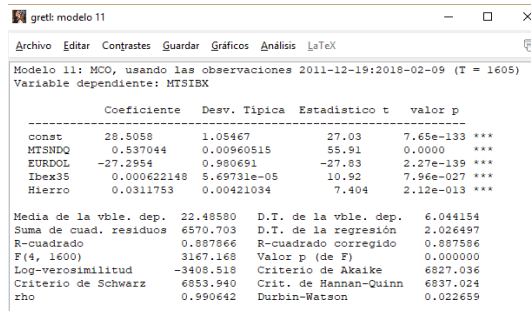 gretl: modelo 11
Archivo Editar Contrastes Guardar Gráficos Análisis LaTeX
Modelo 11: MCO, usando las observaciones 2011-12-19:2018-02-09 (T = 1605)
Variable dependiente: MTSIBX
Coeficiente Desv. Típica Estadístico t valor p
const 28.5058 1.05467 27.03 7.65e-133 ***
MTSNDQ 0.537044 0.00960515 55.91 0.0000 ***
EURDOL -27.2954 0.980691 -27.83 2.27e-139 ***
Ibex35 0.000622148 5.69731e-05 10.92 7.96e-027 ***
Hierro 0.0311753 0.00421034 7.404 2.12e-013 ***
Media de la vble. dep. 22.48580 D.T. de la vble. dep. 6.044154
Suma de cuad. residuos 6570.703 D.T. de la regresión 2.026497
R-cuadrado 0.887866 R-cuadrado corregido 0.887586
F(4, 1600) 3167.168 Valor p (de F) 0.000000
Log-verosimilitud -3408.518 Criterio de Akaike 6827.036
Criterio de Schwarz 6853.940 Crit. de Hannan-Quinn 6837.024
rho 0.990642 Durbin-Watson 0.022659